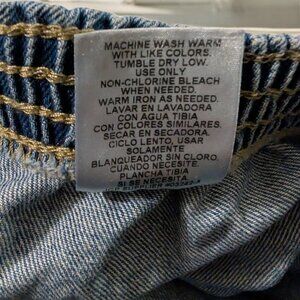 MACHINE WASH WARM
WITH LIKE COLORS.
TUMBLE DRY LOW.
USE ONLY
NON-CHLORINE BLEACH
WHEN NEEDED.
WARM IRON AS NEEDED.
LAVAR EN LAVADORA
CON AGUA TIBIA
CON COLORES SIMILARES.
SECAR EN SECADORA.
CICLO LENTO, USAR
SOLAMENTE
BLANQUEADOR SIN CLORO.
CUANDO NECESITE
PLANCHA TIBIA
SI SE NECESITA.